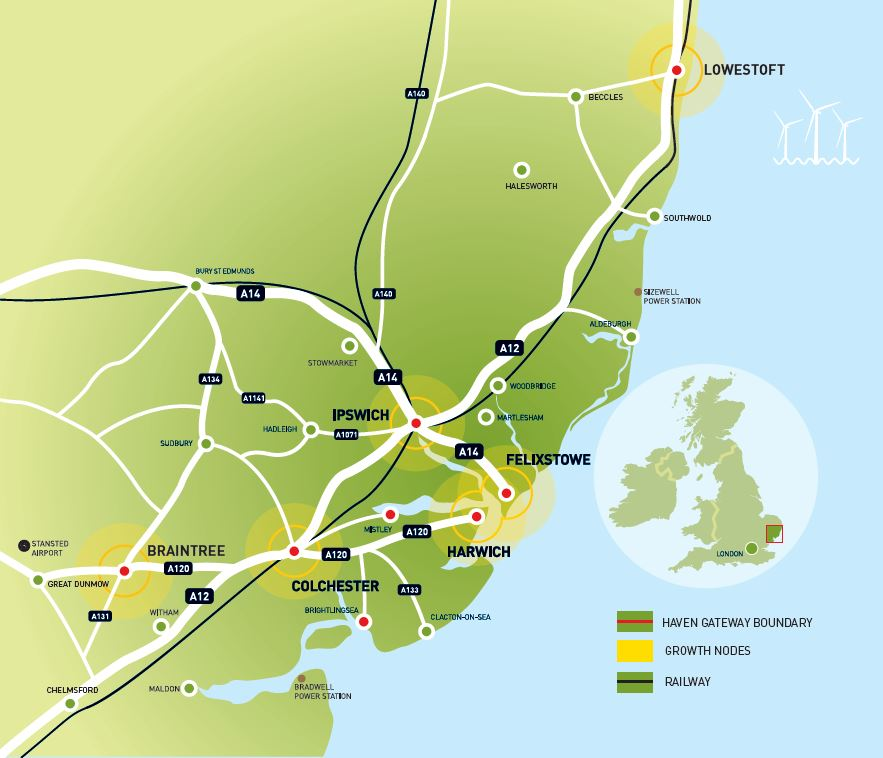 LOWESTOFT
A140
BECCLES
HALESWORTH
SOUTHWOLD
BURY ST EDMUNDS
A14
A140
SIZEWELL
POWER STATION
ALDEBURGH
A12
STOWMARKET
A134
A14
WOODBRIDGE
A1141
IPSWICH
MARTLESHAM
HADLEIGH
A1071
SUDBURY
A14
FELIXSTOWE
MISTLEY
A120
STANSTED
AIRPORT
BRAINTREE
HARWICH
LONDON
A120
GREAT DUNMOW
A120
COLCHESTER
A12
A133
BRIGHTLINGSEA
A131
WITHAM
CLACTON-ON-SEA
HAVEN GATEWAY BOUNDARY
GROWTH NODES
RAILWAY
CHELMSFORD
MALDON
BRADWELL
POWER STATION